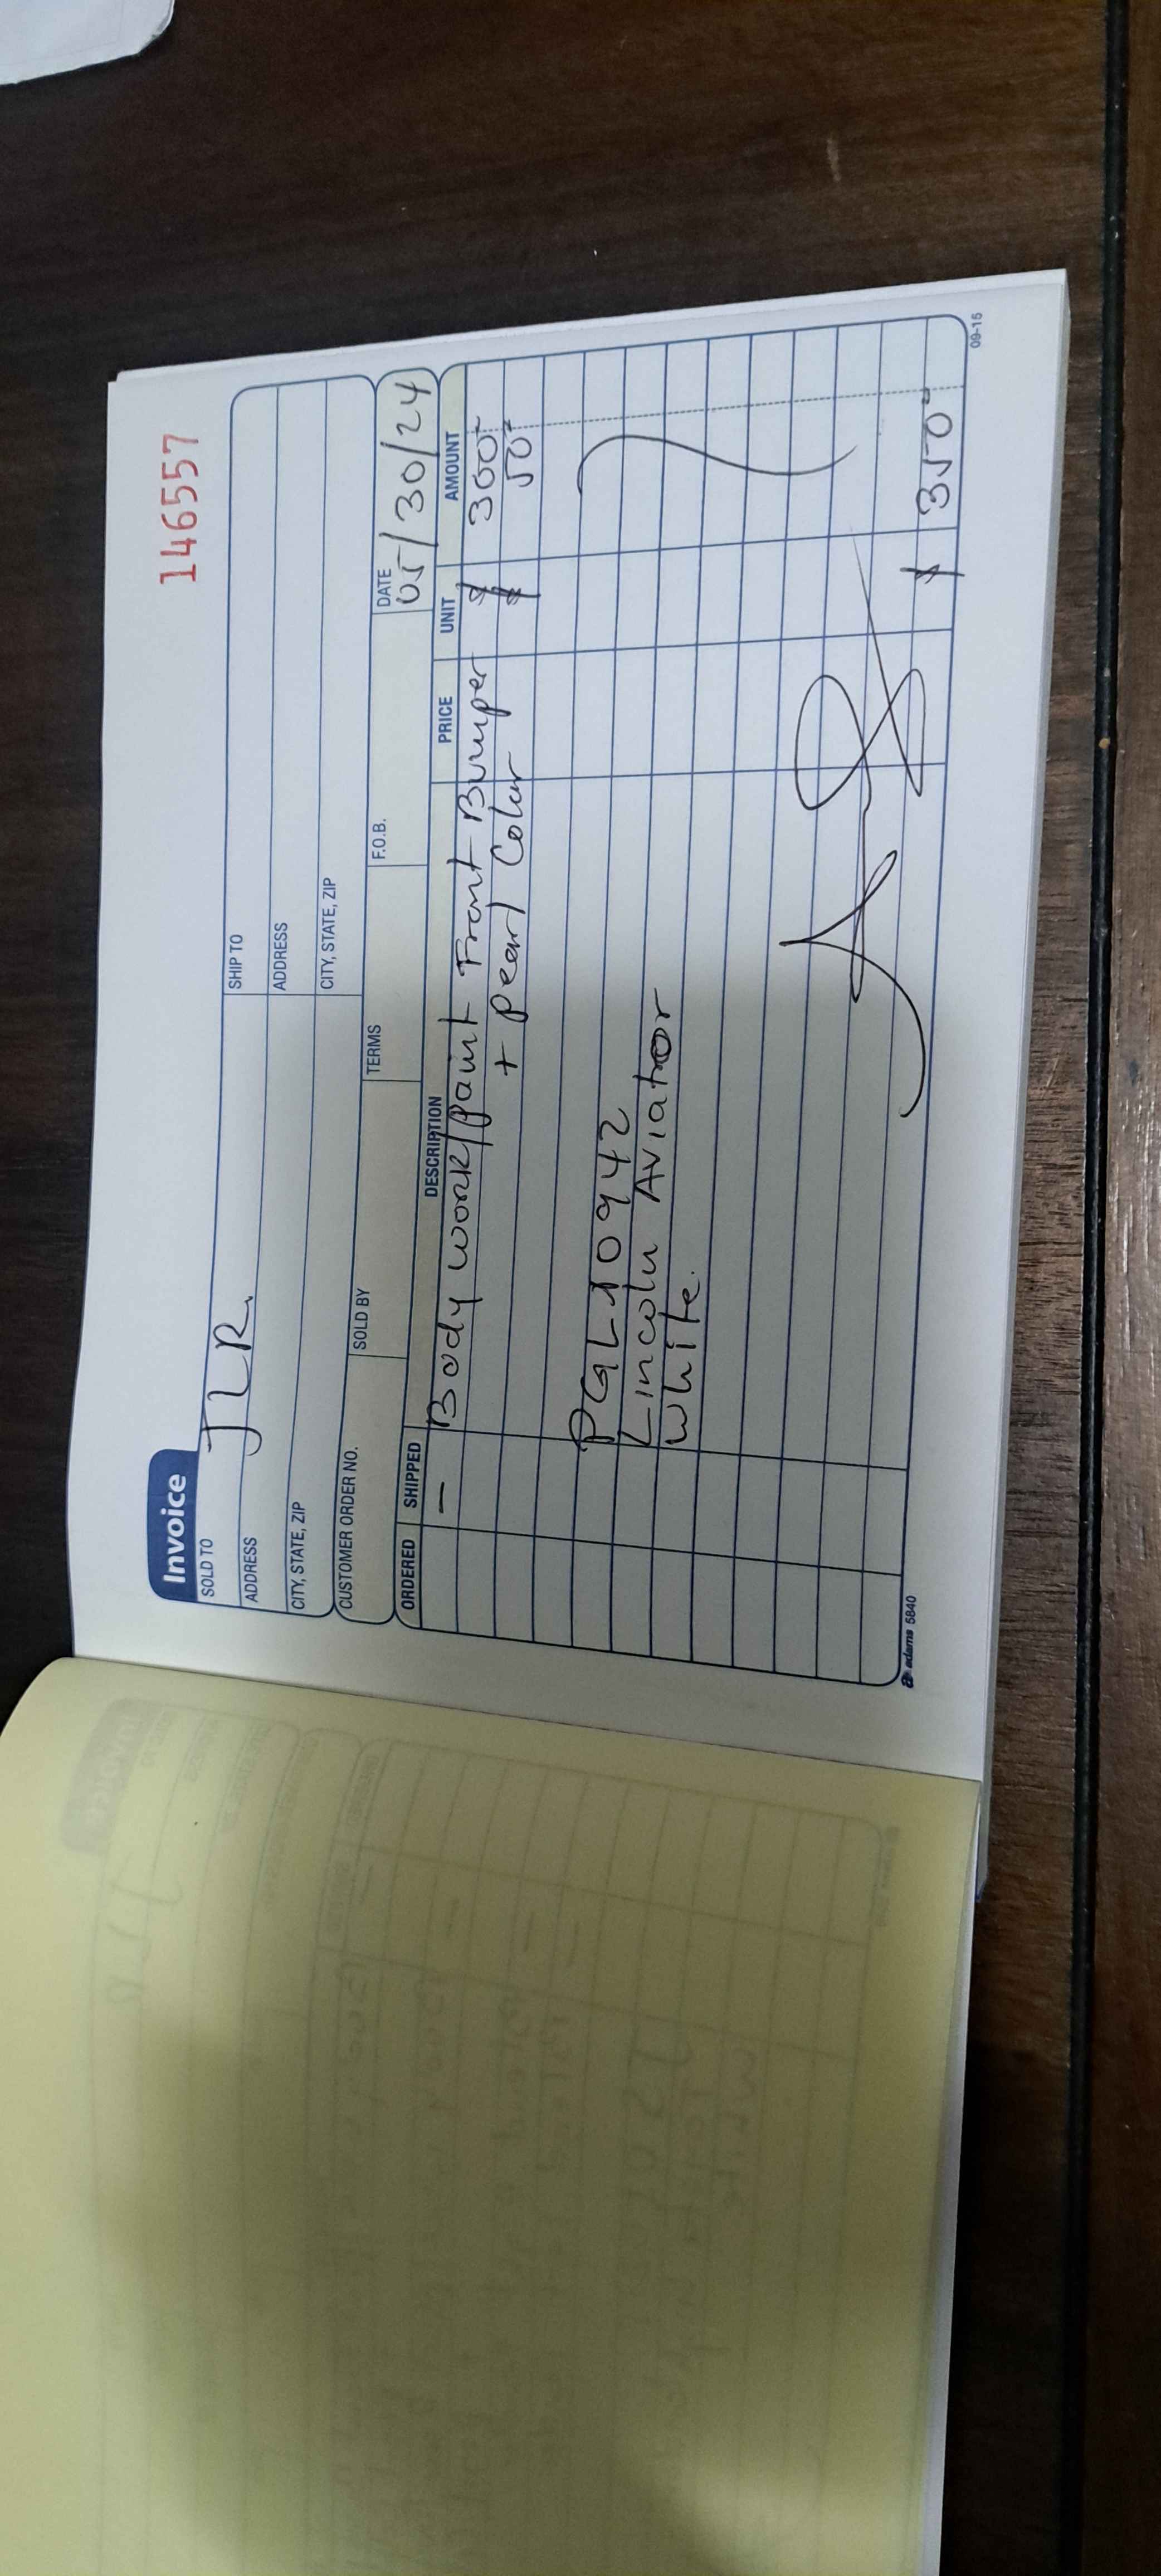 146557
Invoice
SOLD TO JLR.
SHIP TO
ADDRESS
ADDRESS
CITY, STATE, ZIP
CITY, STATE, ZIP
CUSTOMER ORDER NO.
SOLD BY
TERMS
F.O.B.
DATE 05/30/24
ORDERED SHIPPED DESCRIPTION PRICE UNIT AMOUNT
— Body work/paint Front Bumper $ 300
+ pearl Color $ 50
Lincoln Aviator
white.
$ 350
adams 5840
09-15